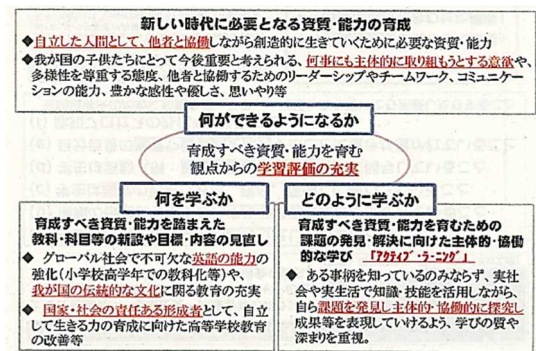 新しい時代に必要となる資質・能力の育成
◆自立した人間として、他者と協働しながら創造的に生きていくために必要な資質・能力
◆我が国の子供たちにとって今後重要と考えられる、何事にも主体的に取り組もうとする意欲や、
多様性を尊重する態度、他者と協働するためのリーダーシップやチームワーク、コミュニケー
ションの能力、豊かな感性や優しさ、思いやり等
何ができるようになるか
育成すべき資質・能力を育む
観点からの学習評価の充実
何を学ぶか
育成すべき資質・能力を踏まえた
教科・科目等の新設や目標・内容の見直し
◆ グローバル社会で不可欠な英語の能力の
強化(小学校高学年での教科化等)や、
我が国の伝統的な文化に関る教育の充実
◆ 国家・社会の責任ある形成者として、自立
して生きる力の育成に向けた高等学校教育
の改善等
どのように学ぶか
育成すべき資質・能力を育むための
課題の発見・解決に向けた主体的・協働
的な学び「アクティブ・ラーニング」
◆ ある事柄を知っているのみならず、実社
会や実生活で知識・技能を活用しながら、
自ら課題を発見し主体的・協働的に探究し
成果等を表現していけるよう、学びの質や
深まりを重視。